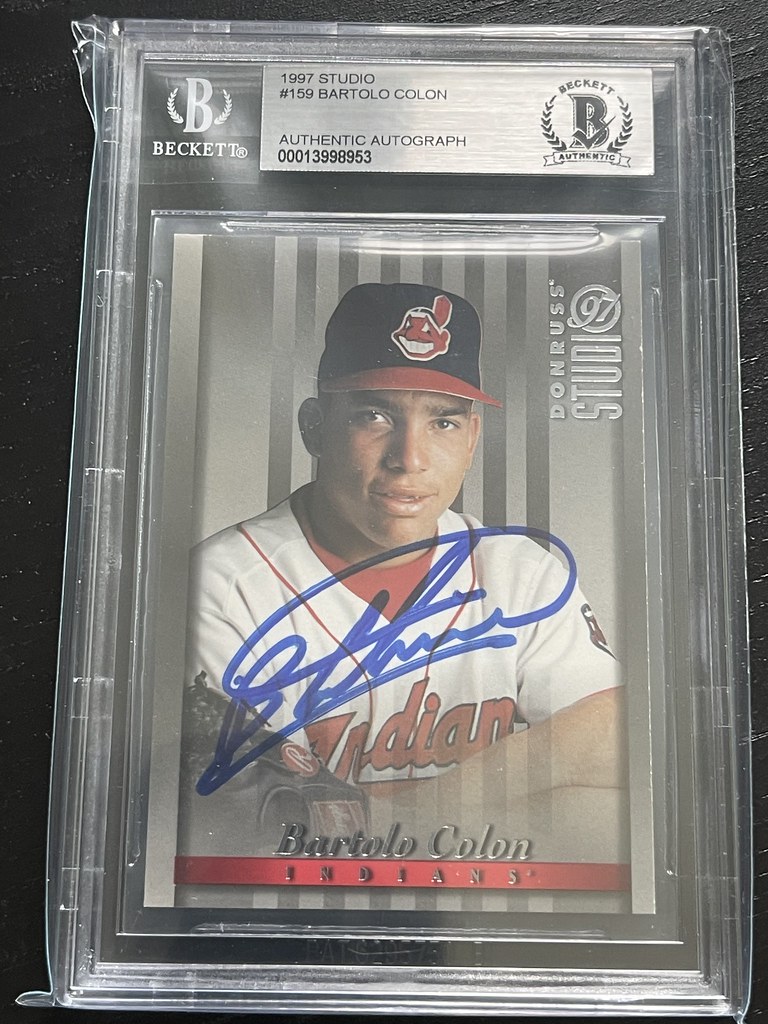 1997 STUDIO
#159 BARTOLO COLON
AUTHENTIC AUTOGRAPH
00013998953
B
BECKETT®
BECKETT
B
AUTHENTIC
DONRUSS
STUDIO
97
Indians
Bartolo Colon
INDIANS